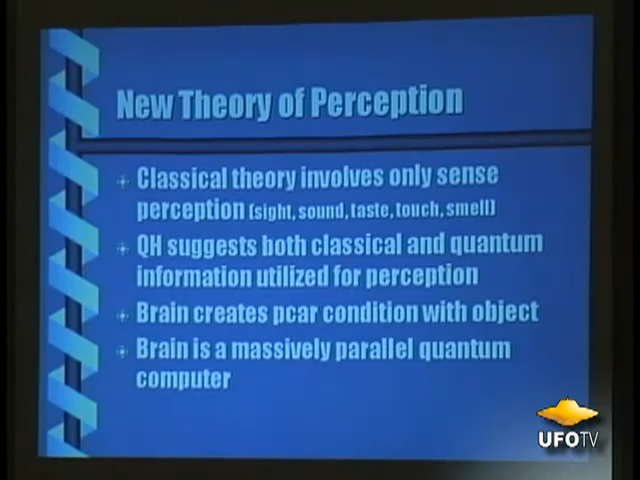 New Theory of Perception
Classical theory involves only sense
perception (sight, sound, taste, touch, smell)
QH suggests both classical and quantum
information utilized for perception
Brain creates pcar condition with object
Brain is a massively parallel quantum
computer
UFOTV